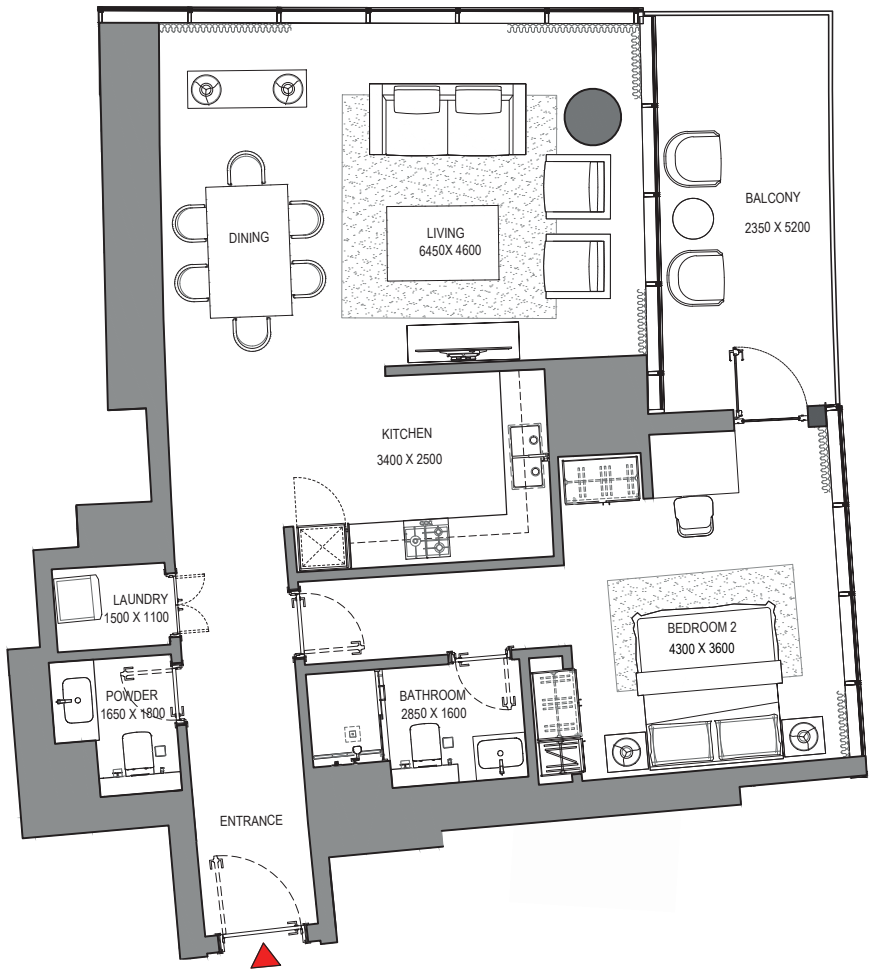 DINING
LIVING
6450X 4600
BALCONY
2350 X 5200
KITCHEN
3400 X 2500
LAUNDRY
1500 X 1100
BEDROOM 2
4300 X 3600
POWDER
1650 X 1800
BATHROOM
2850 X 1600
ENTRANCE